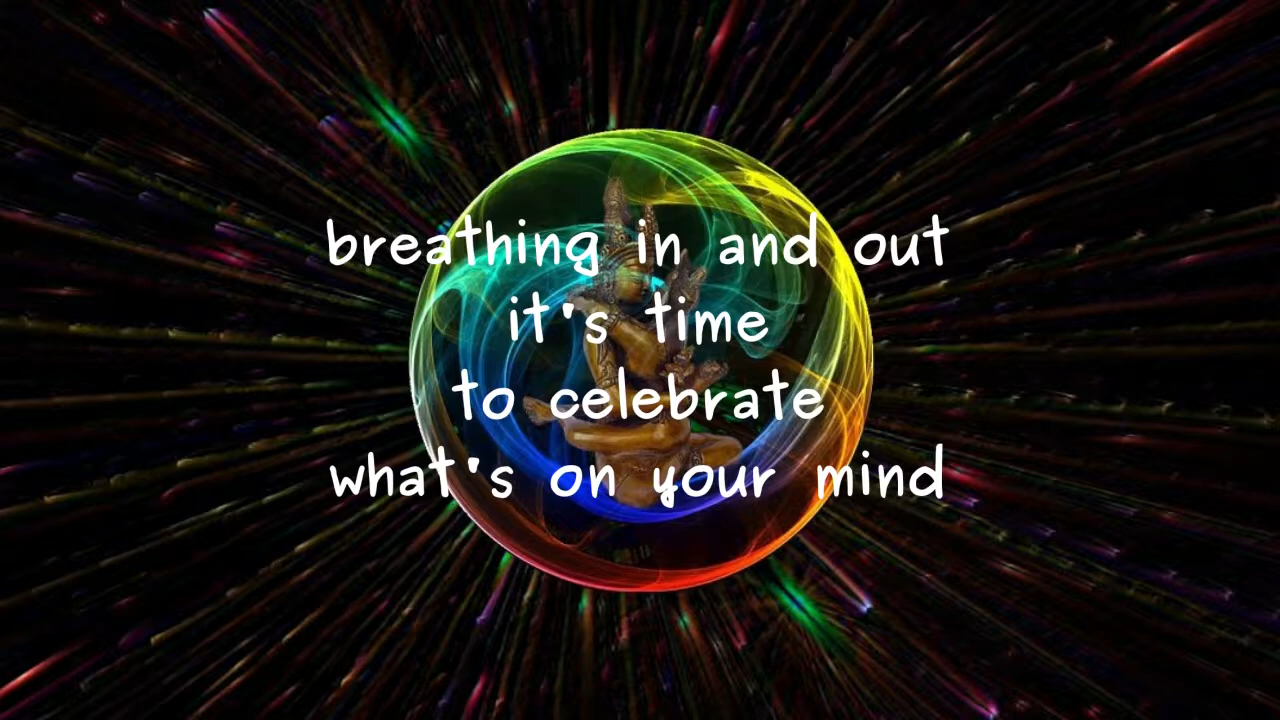 breathing in and out
it's time
to celebrate
what's on your mind